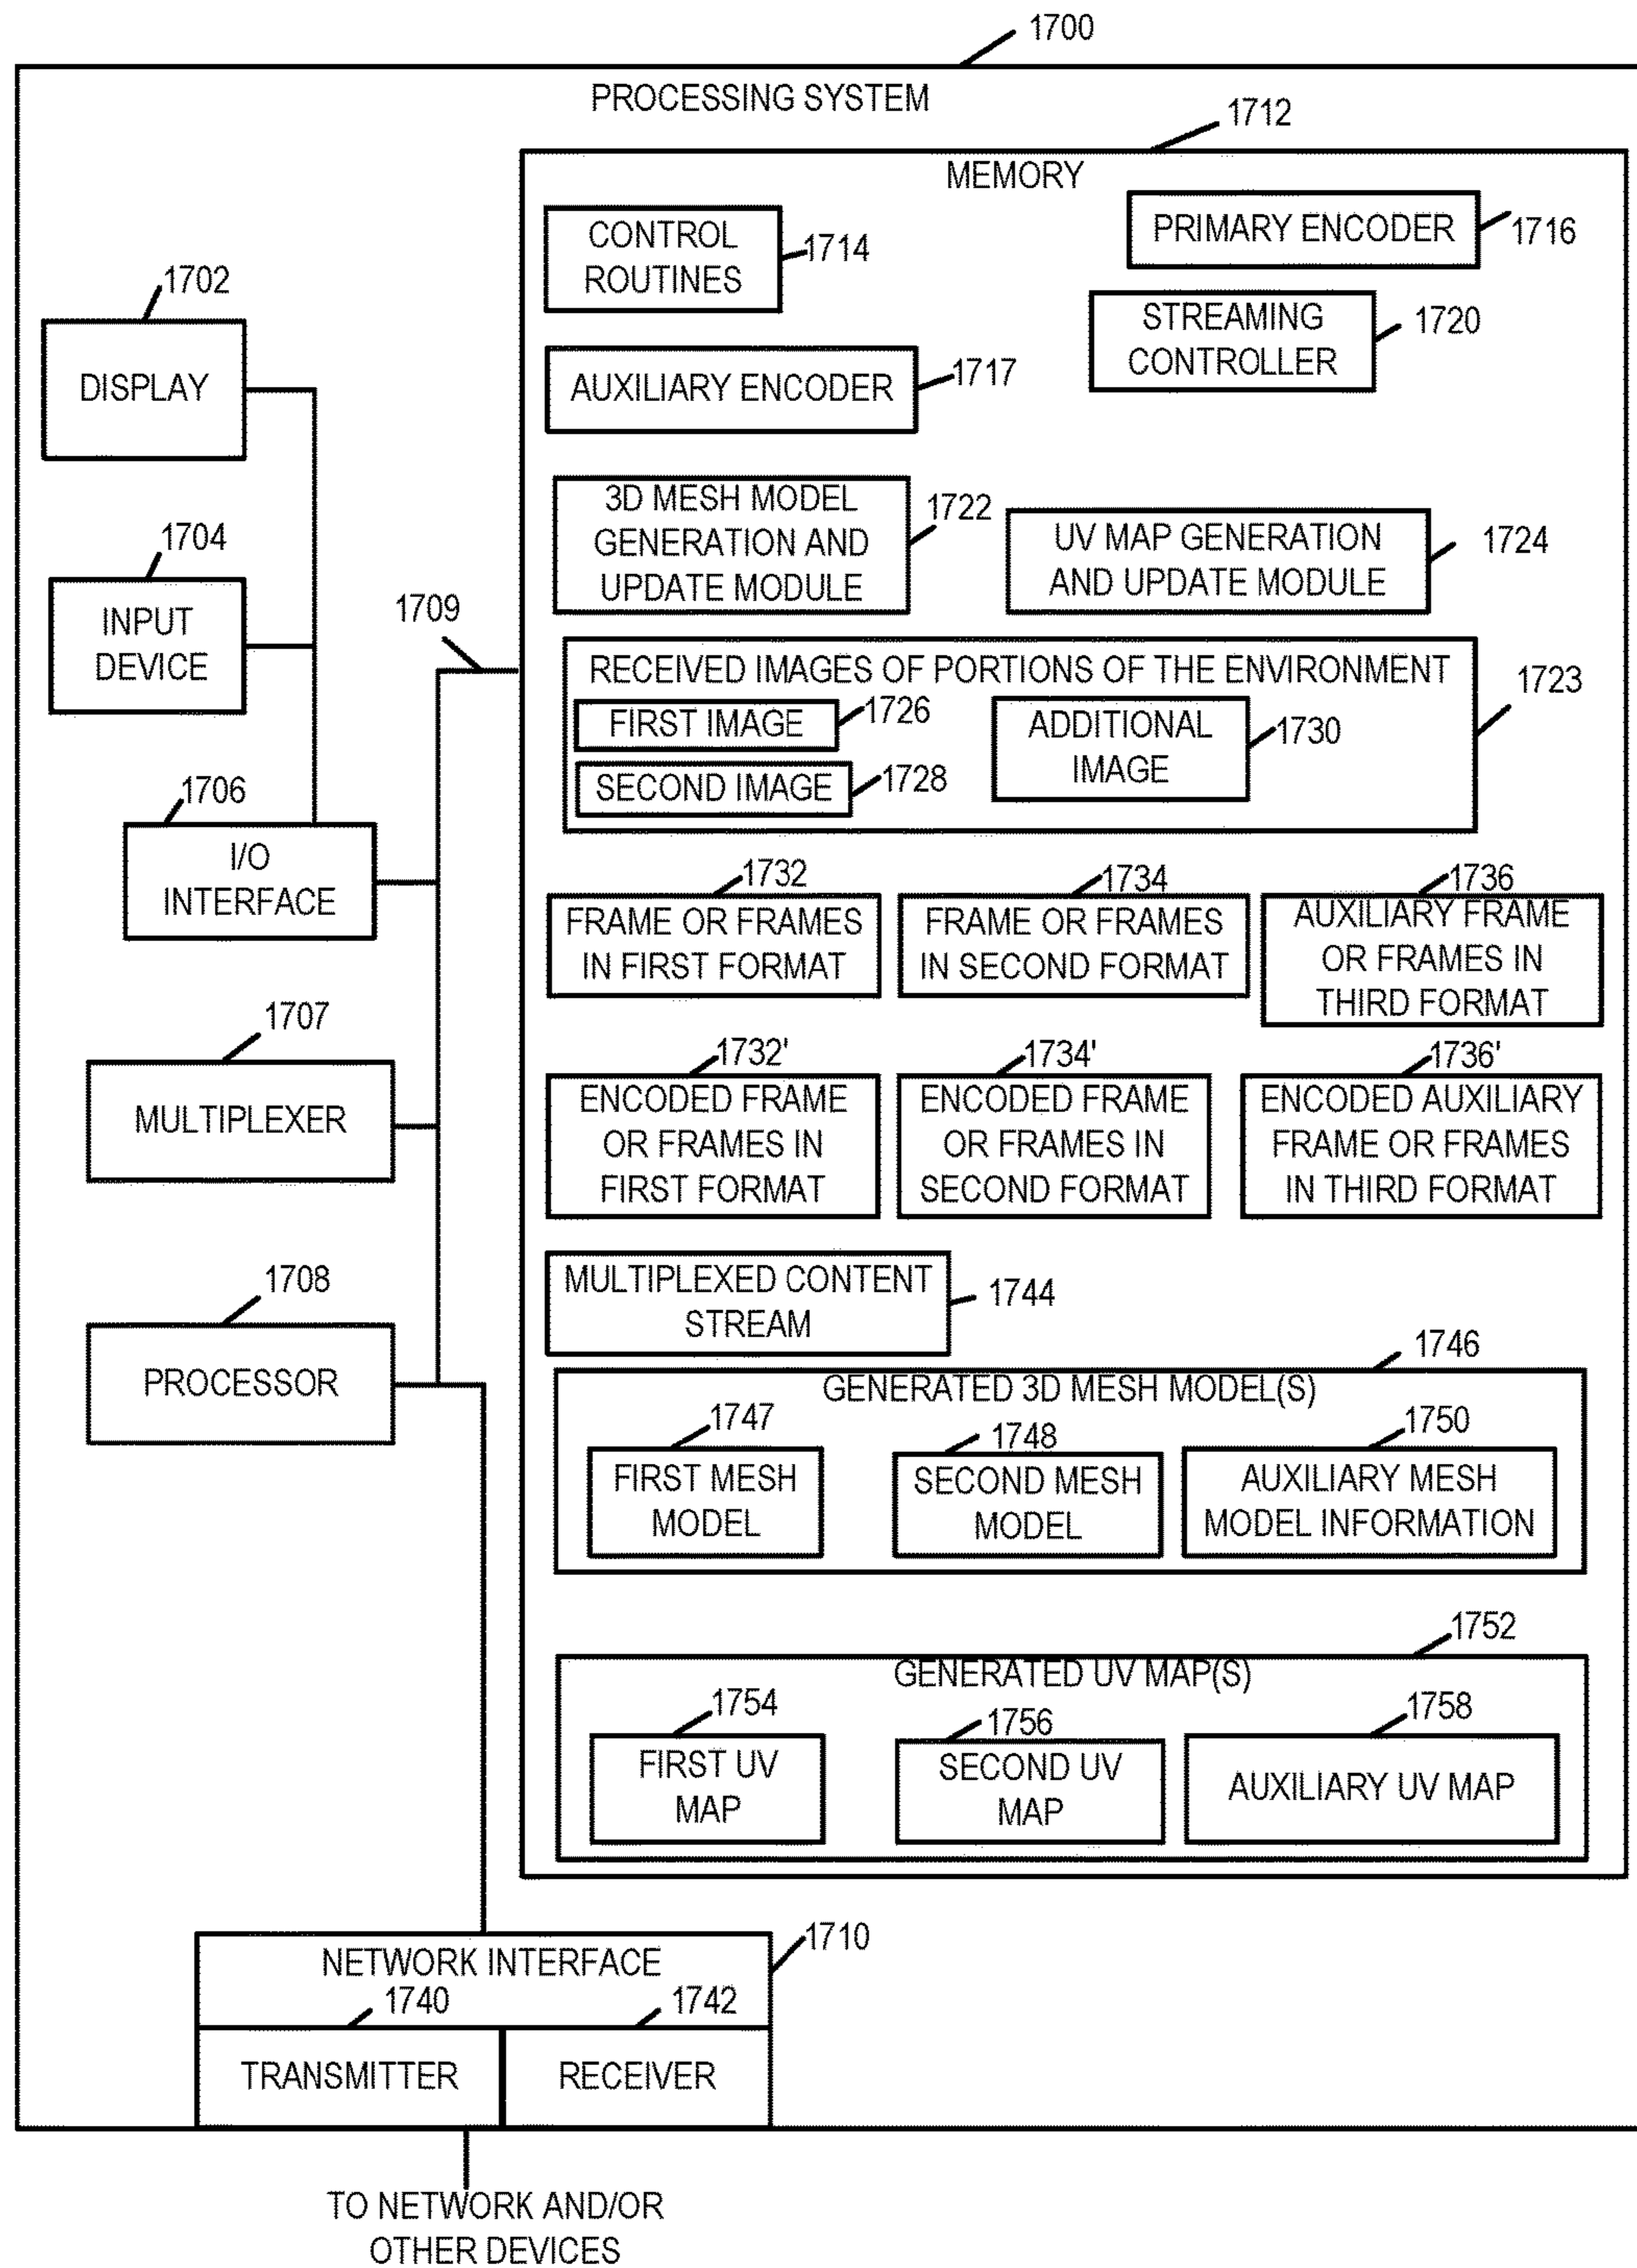 1700
PROCESSING SYSTEM
1712
MEMORY
CONTROL
ROUTINES
1714
PRIMARY ENCODER
1716
STREAMING
CONTROLLER
1720
AUXILIARY ENCODER
1717
1702
DISPLAY
3D MESH MODEL
GENERATION AND
UPDATE MODULE
1722
UV MAP GENERATION
AND UPDATE MODULE
1724
1704
INPUT
DEVICE
1709
RECEIVED IMAGES OF PORTIONS OF THE ENVIRONMENT
1723
FIRST IMAGE
1726
SECOND IMAGE
1728
ADDITIONAL
IMAGE
1730
1706
I/O
INTERFACE
1732
FRAME OR FRAMES
IN FIRST FORMAT
1734
FRAME OR FRAMES
IN SECOND FORMAT
1736
AUXILIARY FRAME
OR FRAMES IN
THIRD FORMAT
1707
MULTIPLEXER
1732'
ENCODED FRAME
OR FRAMES IN
FIRST FORMAT
1734'
ENCODED FRAME
OR FRAMES IN
SECOND FORMAT
1736'
ENCODED AUXILIARY
FRAME OR FRAMES
IN THIRD FORMAT
1708
PROCESSOR
MULTIPLEXED CONTENT
STREAM
1744
1746
GENERATED 3D MESH MODEL(S)
1747
FIRST MESH
MODEL
1748
SECOND MESH
MODEL
1750
AUXILIARY MESH
MODEL INFORMATION
1752
GENERATED UV MAP(S)
1754
FIRST UV
MAP
1756
SECOND UV
MAP
1758
AUXILIARY UV MAP
1710
NETWORK INTERFACE
1740
TRANSMITTER
1742
RECEIVER
TO NETWORK AND/OR
OTHER DEVICES